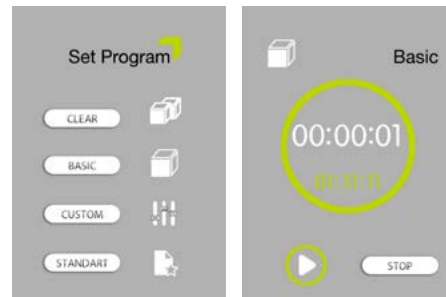 Set Program
CLEAR
BASIC
CUSTOM
STANDART
Basic
00:00:01
01:11:11
STOP